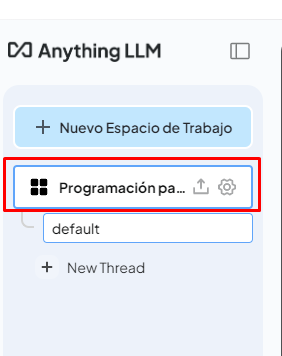 Anything LLM
Nuevo Espacio de Trabajo
Programación pa...
default
New Thread